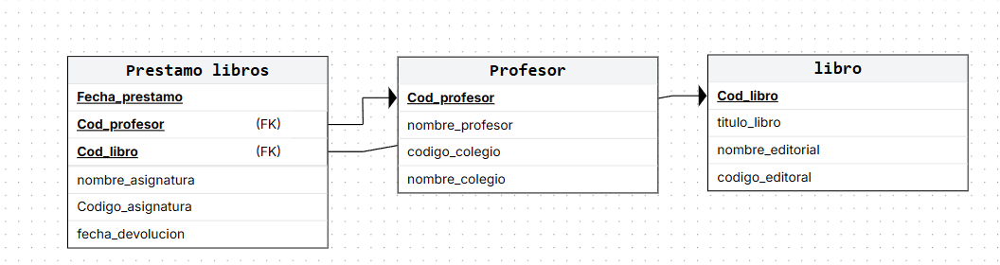 Prestamo libros
Fecha_prestamo
Cod_profesor (FK)
Cod_libro (FK)
nombre_asignatura
Codigo_asignatura
fecha_devolucion
Profesor
Cod_profesor
nombre_profesor
codigo_colegio
nombre_colegio
libro
Cod_libro
titulo_libro
nombre_editorial
codigo_editoral